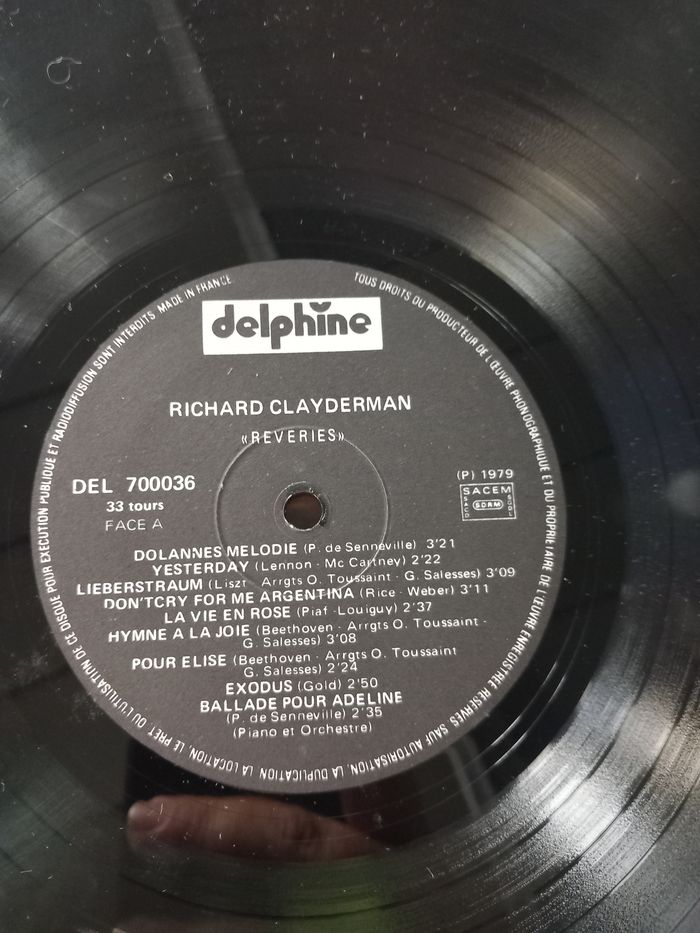 TOUS DROITS DU PRODUCTEUR DE L'ŒUVRE PHONOGRAPHIQUE ET DU PROPRIETAIRE DE L'ŒUVRE ENREGISTREE RESERVES SAUF AUTORISATION, LA DUPLICATION, LA LOCATION, LE PRET OU L'UTILISATION DE CE DISQUE POUR EXECUTION PUBLIQUE ET RADIODIFFUSION SONT INTERDITS MADE IN FRANCE
delphine
RICHARD CLAYDERMAN
«REVERIES»
DEL 700036
33 tours
FACE A
(P) 1979
SACEM
SACD SDRM SGDL
DOLANNES MELODIE (P. de Senneville) 3'21
YESTERDAY (Lennon - Mc Cartney) 2'22
LIEBERSTRAUM (Liszt - Arrgts O. Toussaint - G. Salesses) 3'09
DON'TCRY FOR ME ARGENTINA (Rice - Weber) 3'11
LA VIE EN ROSE (Piaf -Louiguy) 2'37
HYMNE A LA JOIE (Beethoven - Arrgts O. Toussaint -
G. Salesses) 3'08
POUR ELISE (Beethoven - Arrgts O. Toussaint
G. Salesses) 2'24
EXODUS (Gold) 2'50
BALLADE POUR ADELINE
(P. de Senneville) 2'35
(Piano et Orchestre)